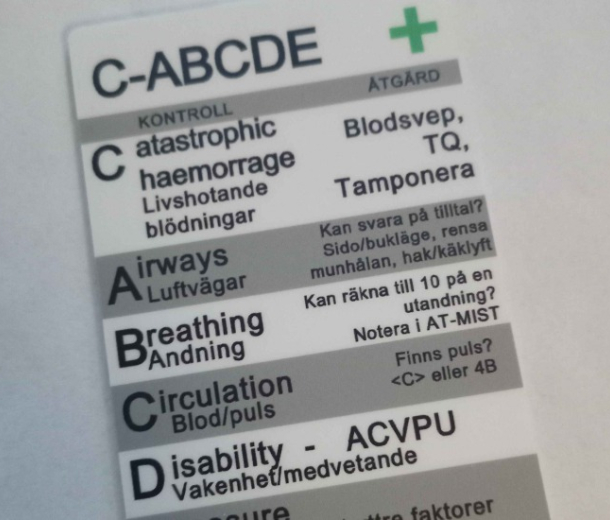 C-ABCDE
KONTROLL ÅTGÄRD
Catastrophic
haemorrage
Livshotande
blödningar
Blodsvep,
TQ,
Tamponera
Airways
Luftvägar
Kan svara på tilltal?
Sido/bukläge, rensa
munhålan, hak/käklyft
Breathing
Andning
Kan räkna till 10 på en
utandning?
Notera i AT-MIST
Circulation
Blod/puls
Finns puls?
<C> eller 4B
Disability - ACVPU
Vakenhet/medvetande
faktorer